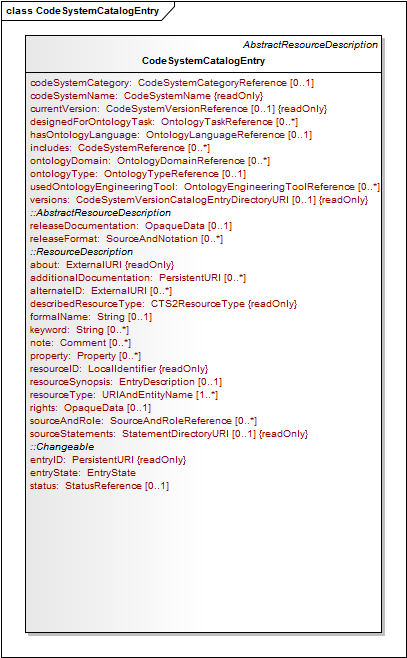 class CodeSystemCatalogEntry
AbstractResourceDescription
CodeSystemCatalogEntry
codeSystemCategory: CodeSystemCategoryReference [0..1]
codeSystemName: CodeSystemName {readOnly}
currentVersion: CodeSystemVersionReference [0..1] {readOnly}
designedForOntologyTask: OntologyTaskReference [0..*]
hasOntologyLanguage: OntologyLanguageReference [0..1]
includes: CodeSystemReference [0..*]
ontologyDomain: OntologyDomainReference [0..*]
ontologyType: OntologyTypeReference [0..1]
usedOntologyEngineeringTool: OntologyEngineeringToolReference [0..*]
versions: CodeSystemVersionCatalogEntryDirectoryURI [0..1] {readOnly}
::AbstractResourceDescription
releaseDocumentation: OpaqueData [0..1]
releaseFormat: SourceAndNotation [0..*]
::ResourceDescription
about: ExternalURI {readOnly}
additionalDocumentation: PersistentURI [0..*]
alternateID: ExternalURI [0..*]
describedResourceType: CTS2ResourceType {readOnly}
formalName: String [0..1]
keyword: String [0..*]
note: Comment [0..*]
property: Property [0..*]
resourceID: LocalIdentifier {readOnly}
resourceSynopsis: EntryDescription [0..1]
resourceType: URIAndEntityName [1..*]
rights: OpaqueData [0..1]
sourceAndRole: SourceAndRoleReference [0..*]
sourceStatements: StatementDirectoryURI [0..1] {readOnly}
::Changeable
entryID: PersistentURI {readOnly}
entryState: EntryState
status: StatusReference [0..1]